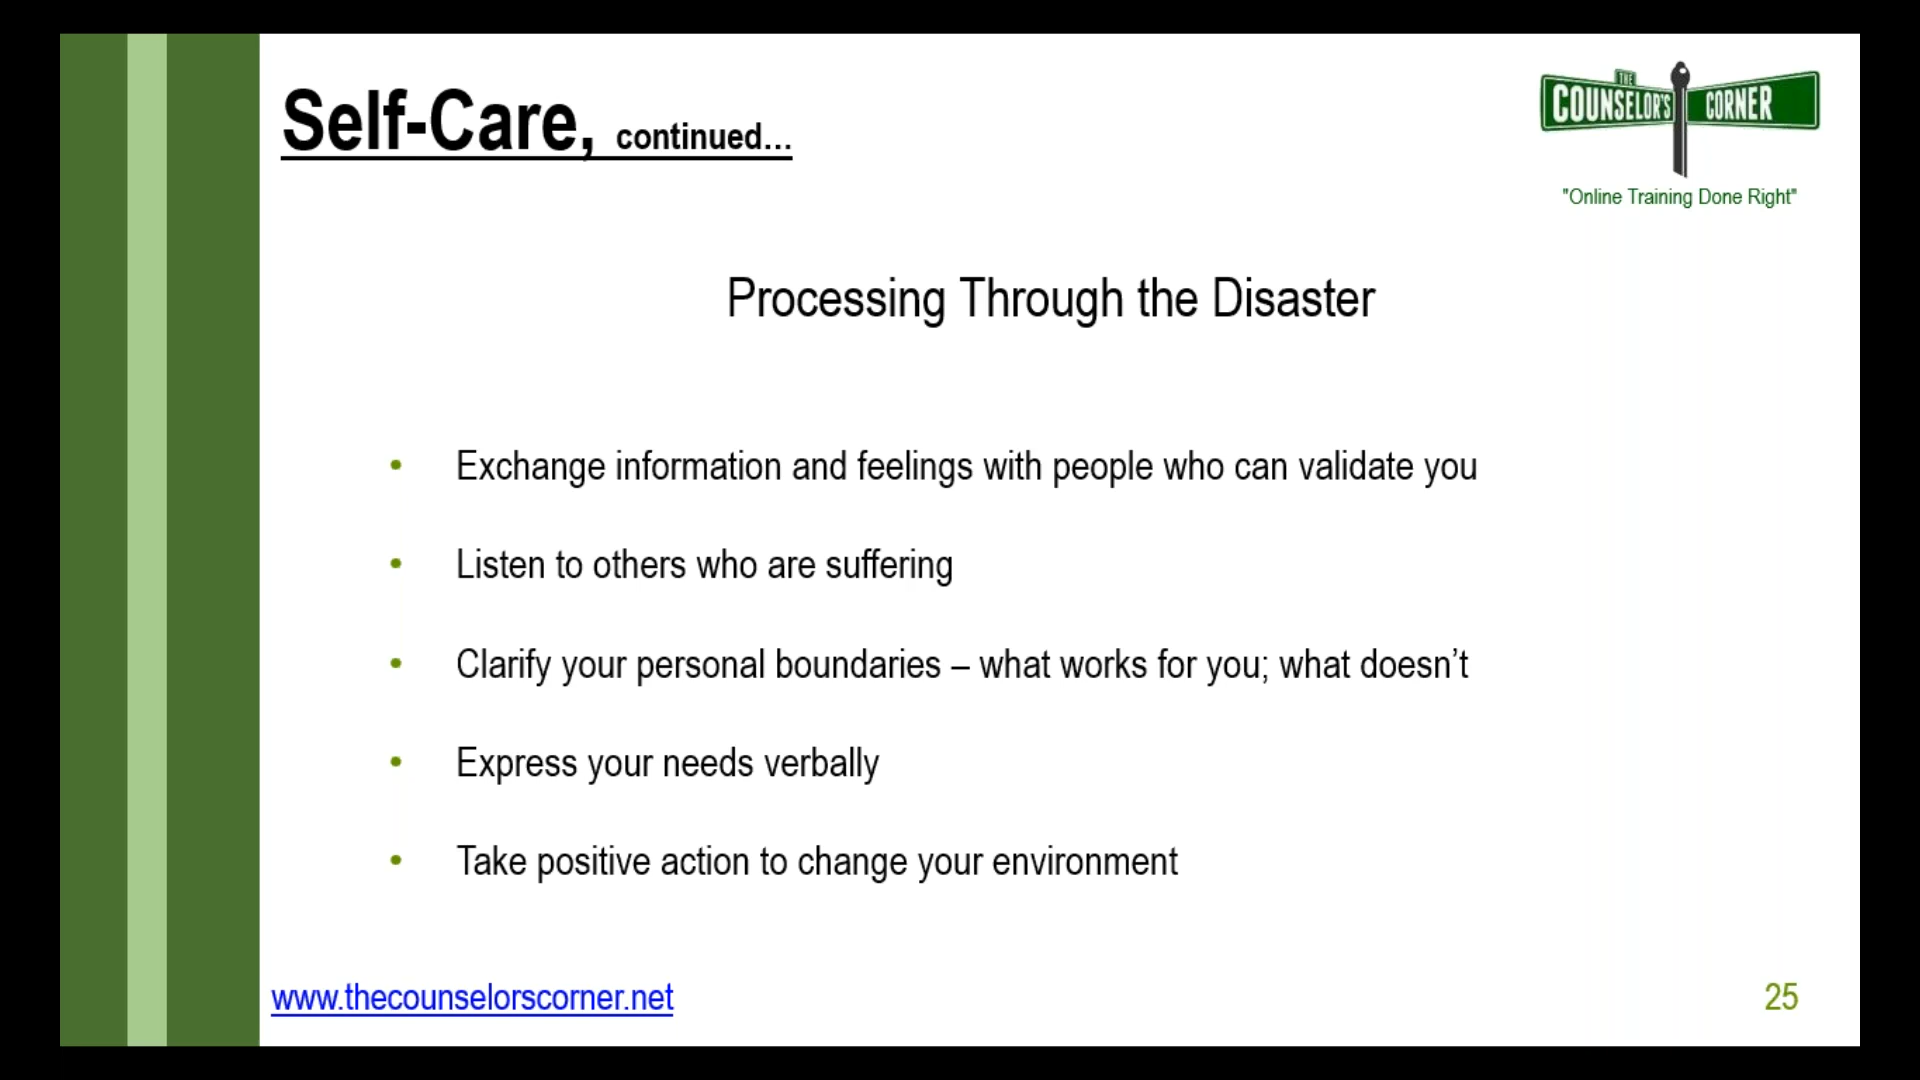 Self-Care, continued...
THE
COUNSELOR'S CORNER
"Online Training Done Right"
Processing Through the Disaster
• Exchange information and feelings with people who can validate you
• Listen to others who are suffering
• Clarify your personal boundaries – what works for you; what doesn’t
• Express your needs verbally
• Take positive action to change your environment
www.thecounselorscorner.net
25